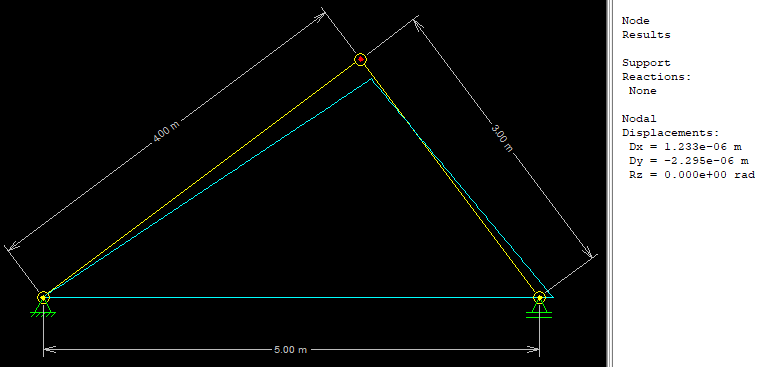 4.00 m
3.00 m
5.00 m
Node
Results
Support
Reactions:
None
Nodal
Displacements:
Dx = 1.233e-06 m
Dy = -2.295e-06 m
Rz = 0.000e+00 rad